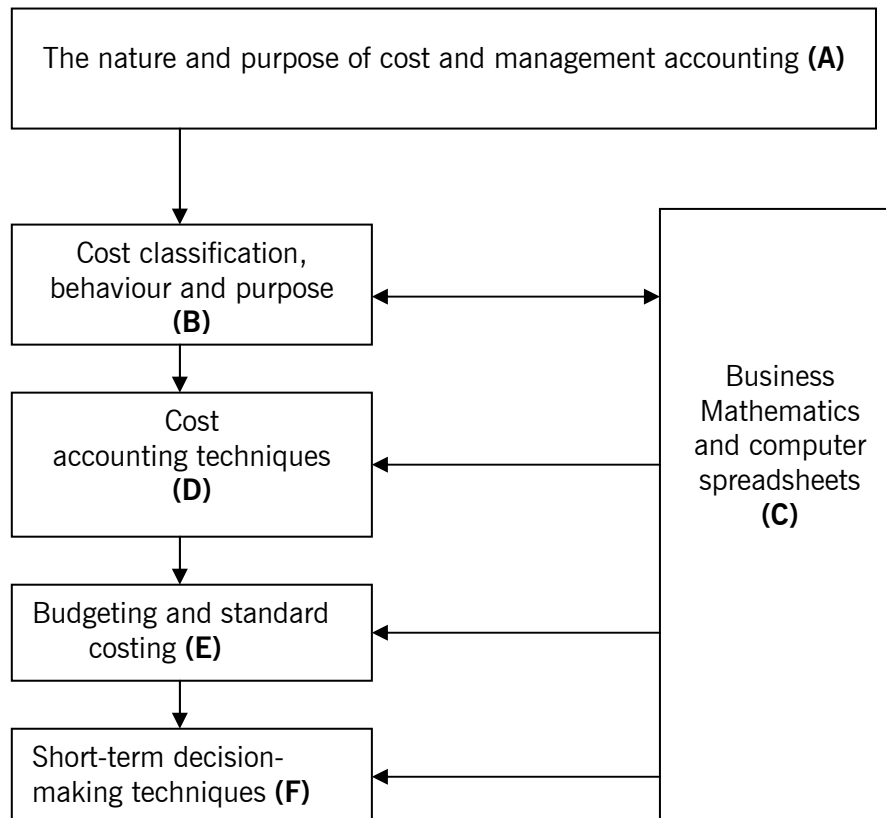 The nature and purpose of cost and management accounting (A)
Cost classification,
behaviour and purpose
(B)
Cost
accounting techniques
(D)
Budgeting and standard
costing (E)
Short-term decision-
making techniques (F)
Business
Mathematics
and computer
spreadsheets
(C)